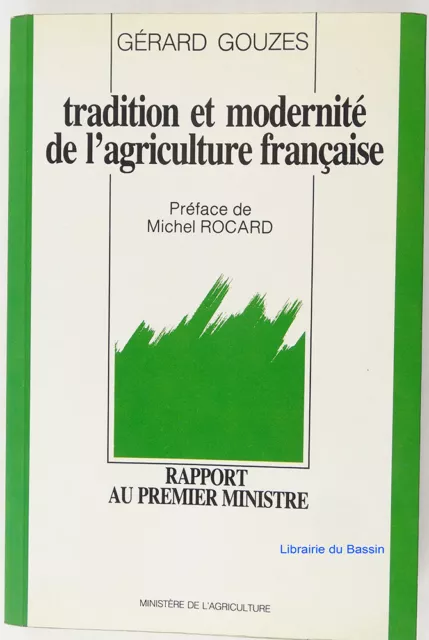 GÉRARD GOUZES
tradition et modernité
de l'agriculture française
Préface de
Michel ROCARD
RAPPORT
AU PREMIER MINISTRE
Librairie du Bassin
MINISTÈRE DE L'AGRICULTURE